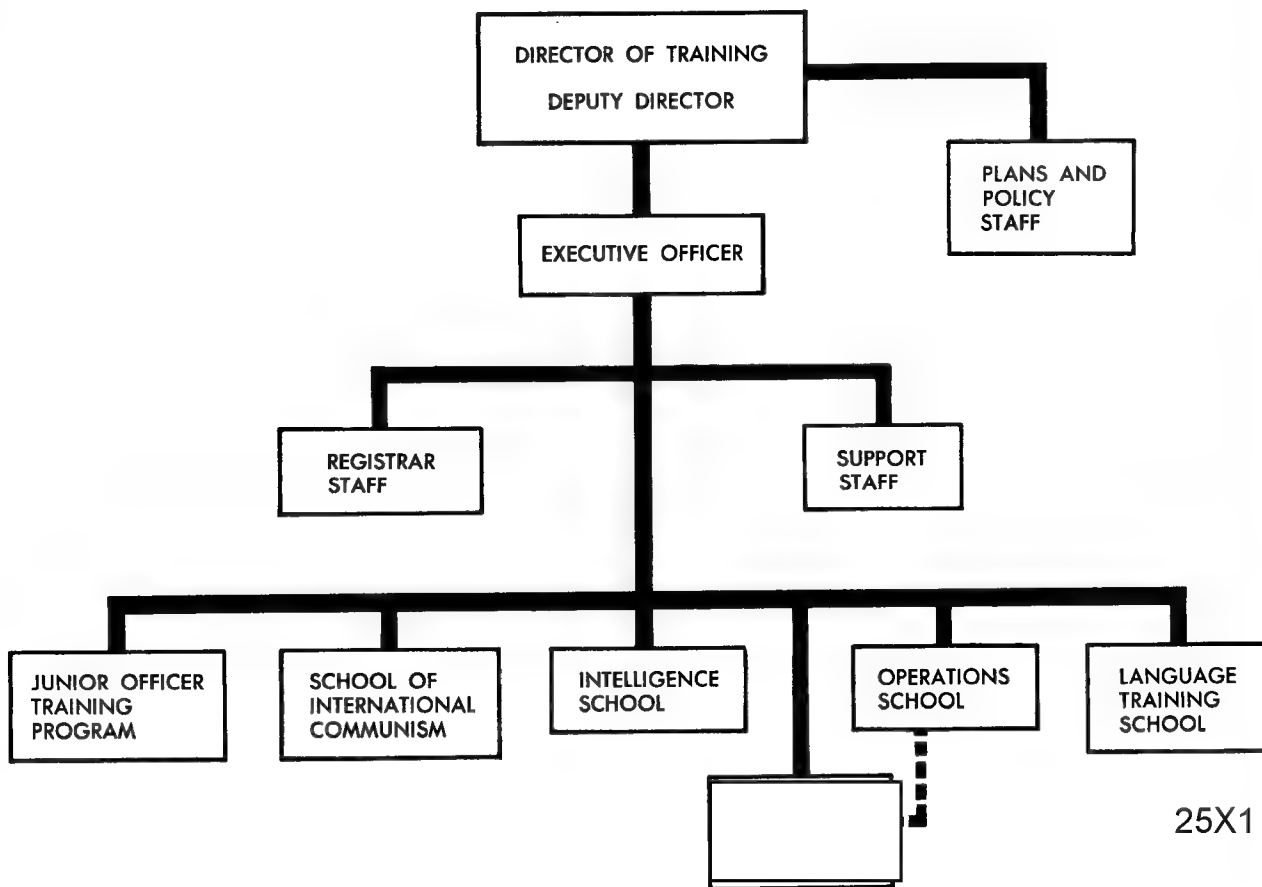 DIRECTOR OF TRAINING
DEPUTY DIRECTOR
PLANS AND
POLICY
STAFF
EXECUTIVE OFFICER
REGISTRAR
STAFF
SUPPORT
STAFF
JUNIOR OFFICER
TRAINING
PROGRAM
SCHOOL OF
INTERNATIONAL
COMMUNISM
INTELLIGENCE
SCHOOL
OPERATIONS
SCHOOL
LANGUAGE
TRAINING
SCHOOL
25X1